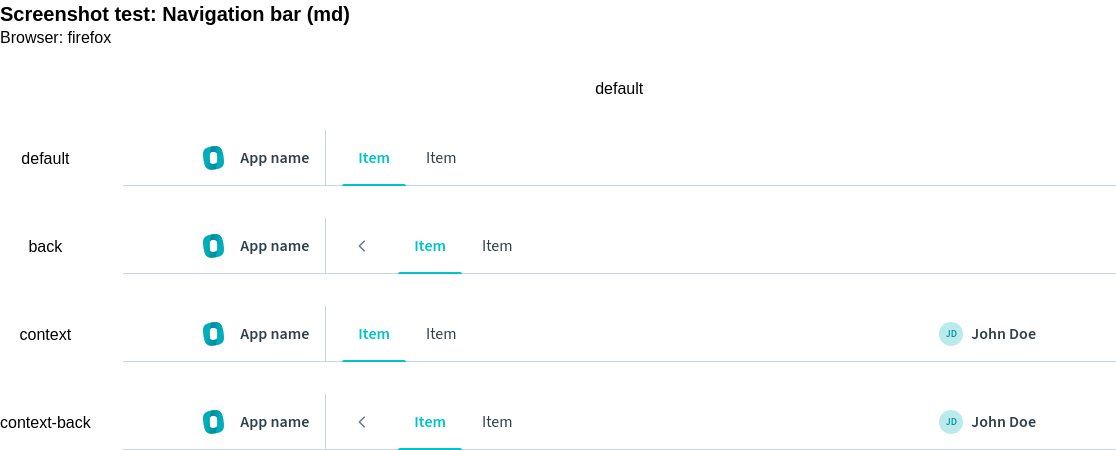 Screenshot test: Navigation bar (md)
Browser: firefox
default
default App name Item Item
back App name Item Item
context App name Item Item JD John Doe
context-back App name Item Item JD John Doe